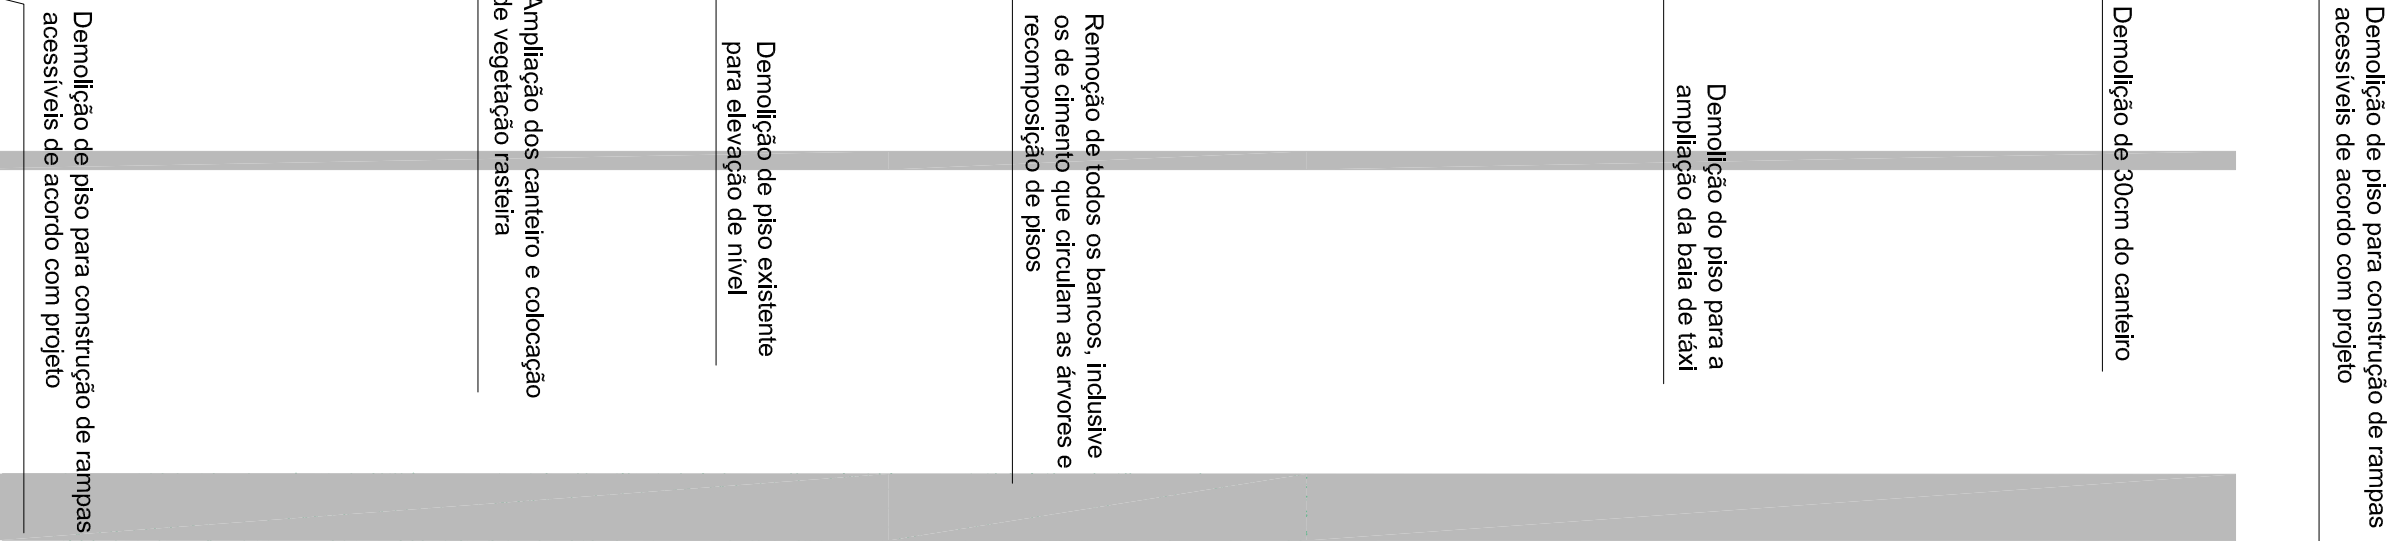 Demolição de piso para construção de rampas
acessíveis de acordo com projeto
Ampliação dos canteiro e colocação
de vegetação rasteira
Demolição de piso existente
para elevação de nível
Remoção de todos os bancos, inclusive
os de cimento que circulam as árvores e
recomposição de pisos
Demolição do piso para a
ampliação da baia de táxi
Demolição de 30cm do canteiro
Demolição de piso para construção de rampas
acessíveis de acordo com projeto